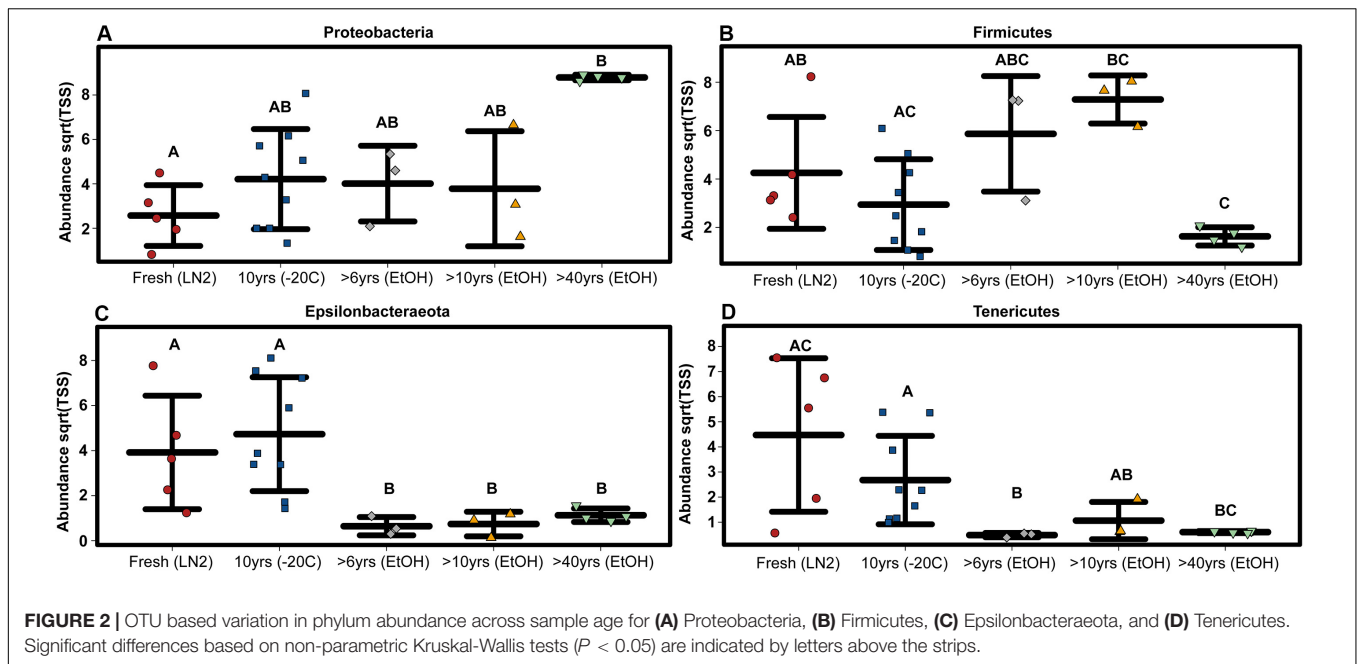 A Proteobacteria
Abundance sqrt(TSS)
8
6
4
2
A
AB
AB
AB
B
Fresh (LN2) 10yrs (-20C) >6yrs (EtOH) >10yrs (EtOH) >40yrs (EtOH)
B Firmicutes
Abundance sqrt(TSS)
8
6
4
2
AB
AC
ABC
BC
C
Fresh (LN2) 10yrs (-20C) >6yrs (EtOH) >10yrs (EtOH) >40yrs (EtOH)
C Epsilonbacteraeota
Abundance sqrt(TSS)
8
6
4
2
0
A
A
B
B
B
Fresh (LN2) 10yrs (-20C) >6yrs (EtOH) >10yrs (EtOH) >40yrs (EtOH)
D Tenericutes
Abundance sqrt(TSS)
8
7
6
5
4
3
2
1
AC
A
B
AB
BC
Fresh (LN2) 10yrs (-20C) >6yrs (EtOH) >10yrs (EtOH) >40yrs (EtOH)
FIGURE 2 | OTU based variation in phylum abundance across sample age for (A) Proteobacteria, (B) Firmicutes, (C) Epsilonbacteraeota, and (D) Tenericutes.
Significant differences based on non-parametric Kruskal-Wallis tests (P < 0.05) are indicated by letters above the strips.